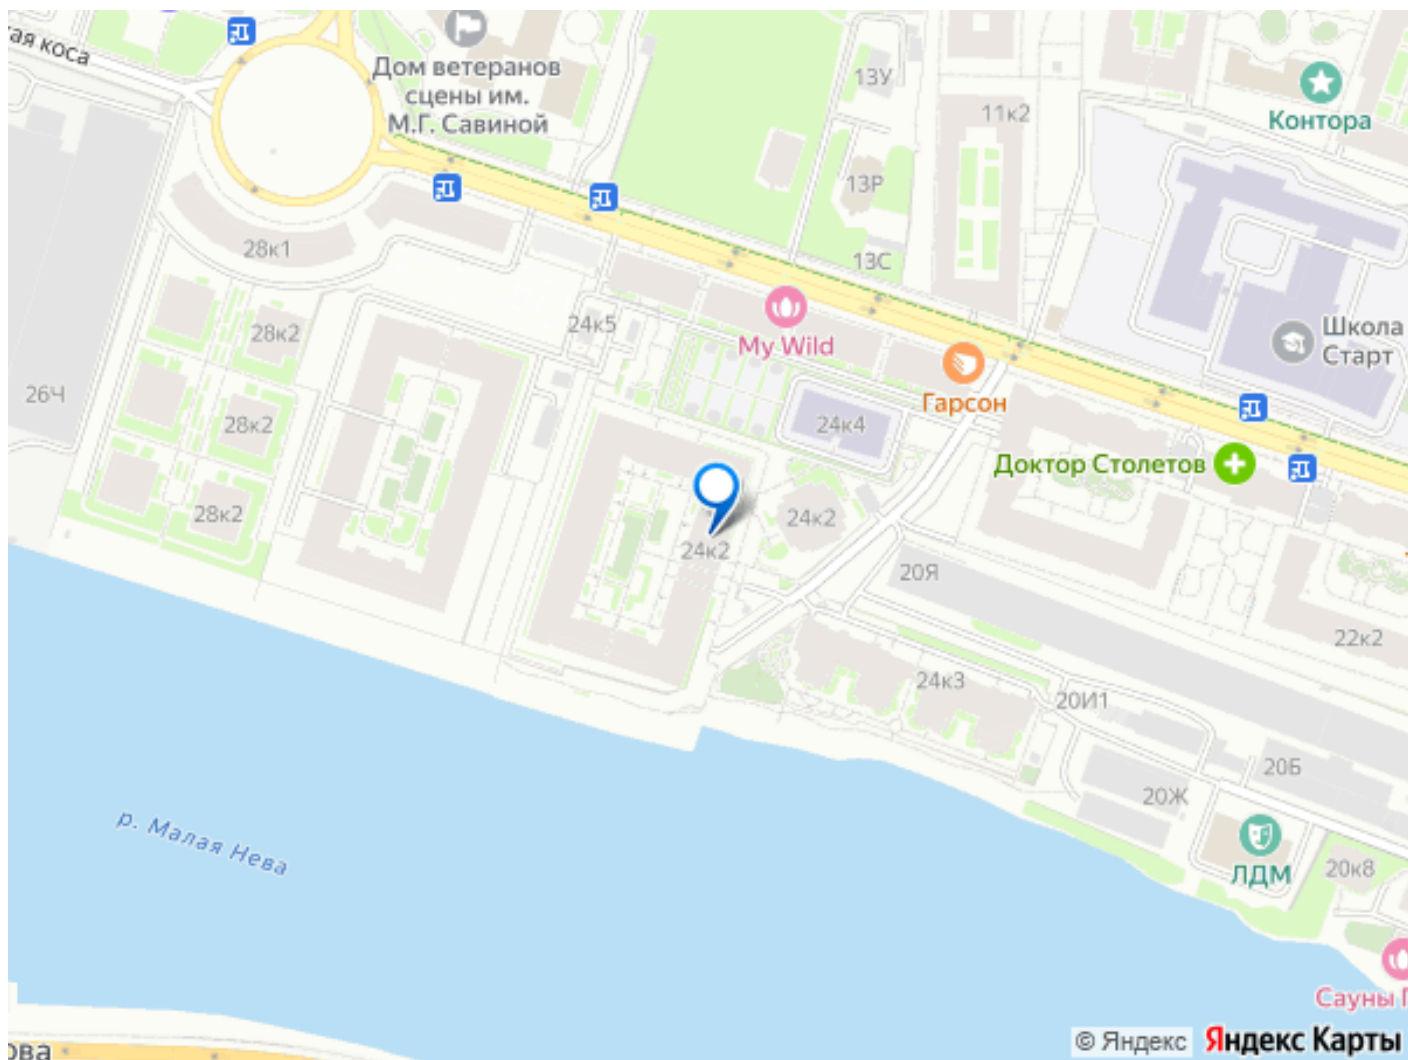 ая коса
Дом ветеранов
сцены им.
М.Г. Савиной
13У
11к2
Контора
13Р
28к1
13С
24к5
My Wild
28к2
Школа
Старт
26Ч
Гарсон
28к2
24к4
Доктор Столетов
28к2
24к2
24к2
20Я
22к2
24к3
20И1
20Б
20Ж
р. Малая Нева
ЛДМ
20к8
Сауны
ова
© Яндекс
Яндекс Карты